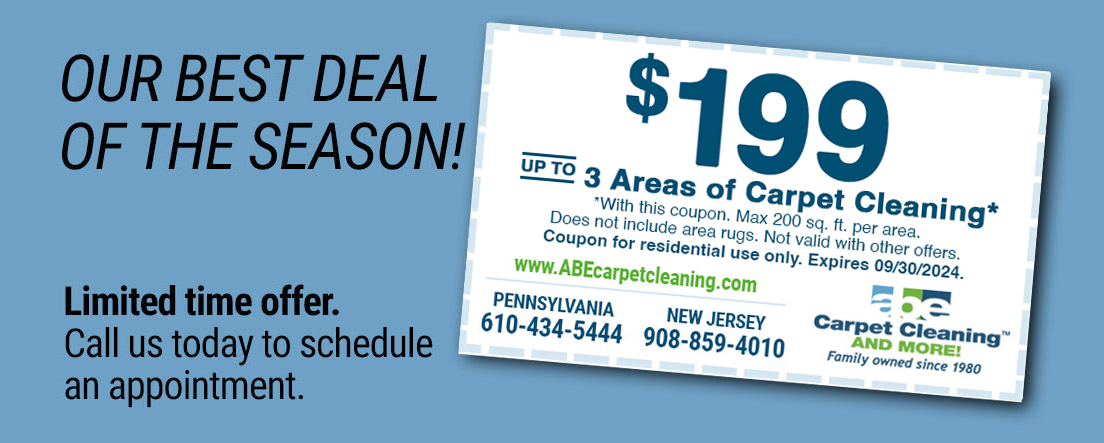 OUR BEST DEAL
OF THE SEASON!
Limited time offer.
Call us today to schedule
an appointment.
$199
UP TO 3 Areas of Carpet Cleaning*
*With this coupon. Max 200 sq. ft. per area.
Does not include area rugs. Not valid with other offers.
Coupon for residential use only. Expires 09/30/2024.
www.ABEcarpetcleaning.com
PENNSYLVANIA
610-434-5444
NEW JERSEY
908-859-4010
abe
Carpet Cleaning™
AND MORE!
Family owned since 1980